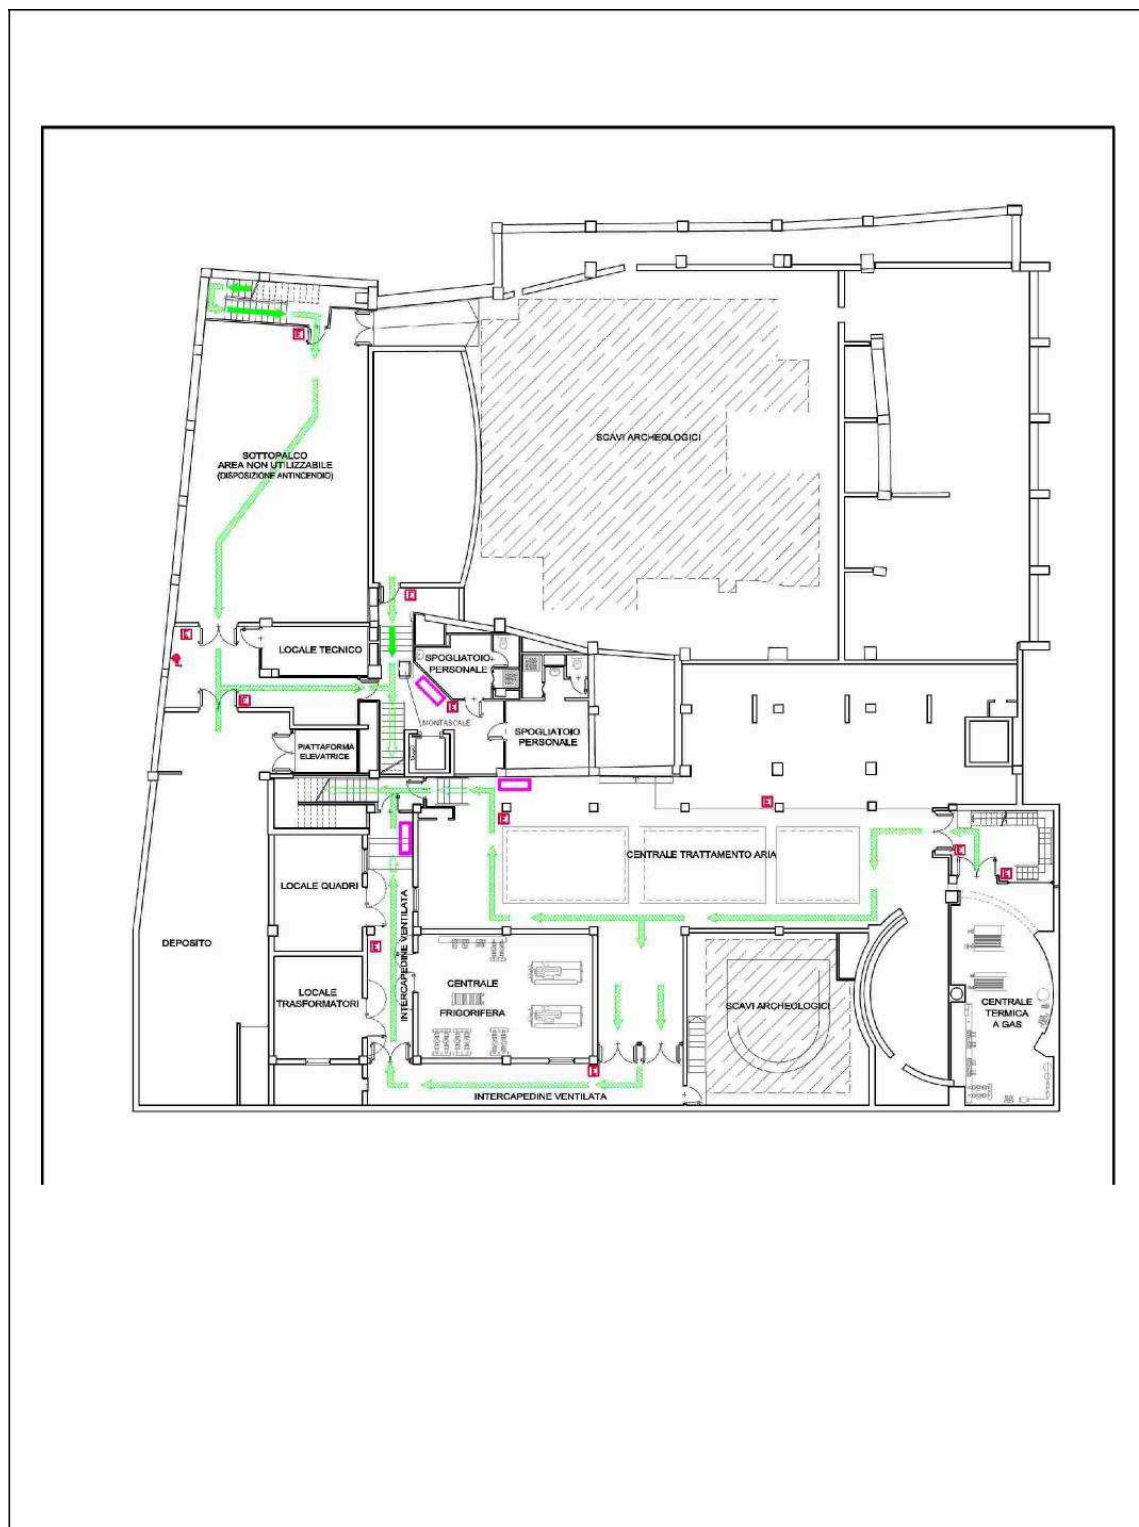 SCAVI ARCHEOLOGICI
SOTTOPALCO
AREA NON UTILIZZABILE
(DISPOSIZIONE ANTINCENDIO)
LOCALE TECNICO
SPOGLIATOIO
PERSONALE
MONTASCALE
SPOGLIATOIO
PERSONALE
PIATTAFORMA
ELEVATRICE
CENTRALE TRATTAMENTO ARIA
LOCALE QUADRI
DEPOSITO
INTERCAPEDINE VENTILATA
LOCALE
TRASFORMATORI
CENTRALE
FRIGORIFERA
SCAVI ARCHEOLOGICI
CENTRALE
TERMICA
A GAS
INTERCAPEDINE VENTILATA